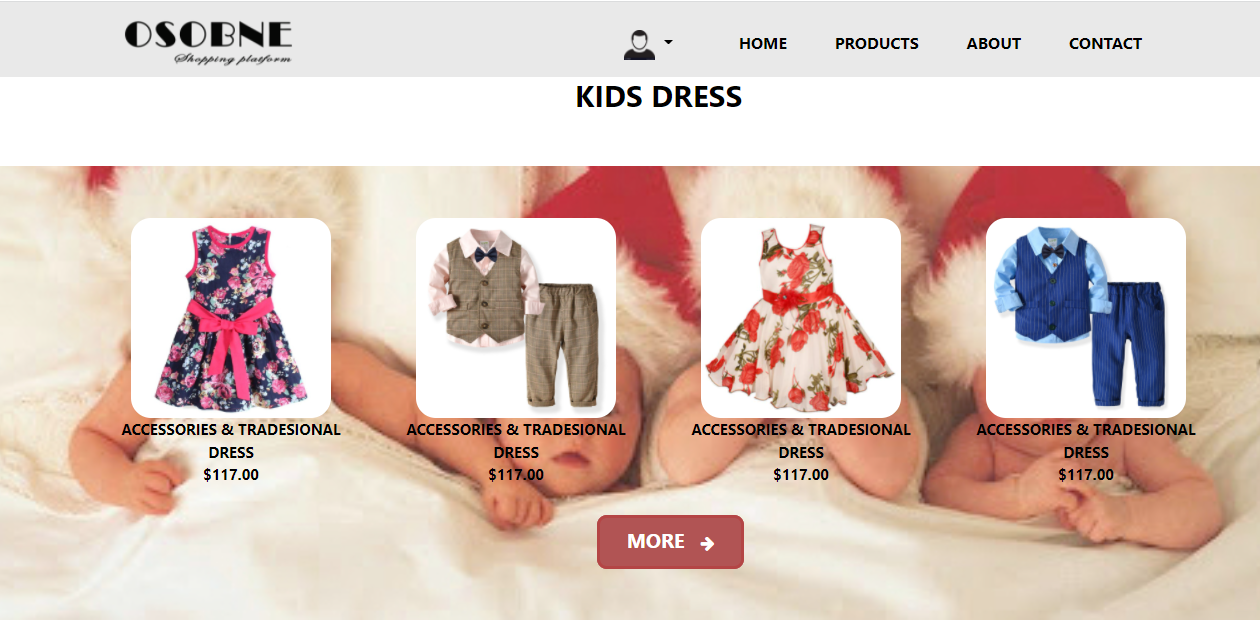 OSOBNE
Shopping platform
HOME PRODUCTS ABOUT CONTACT
KIDS DRESS
ACCESSORIES & TRADESIONAL
DRESS
$117.00
ACCESSORIES & TRADESIONAL
DRESS
$117.00
ACCESSORIES & TRADESIONAL
DRESS
$117.00
ACCESSORIES & TRADESIONAL
DRESS
$117.00
MORE